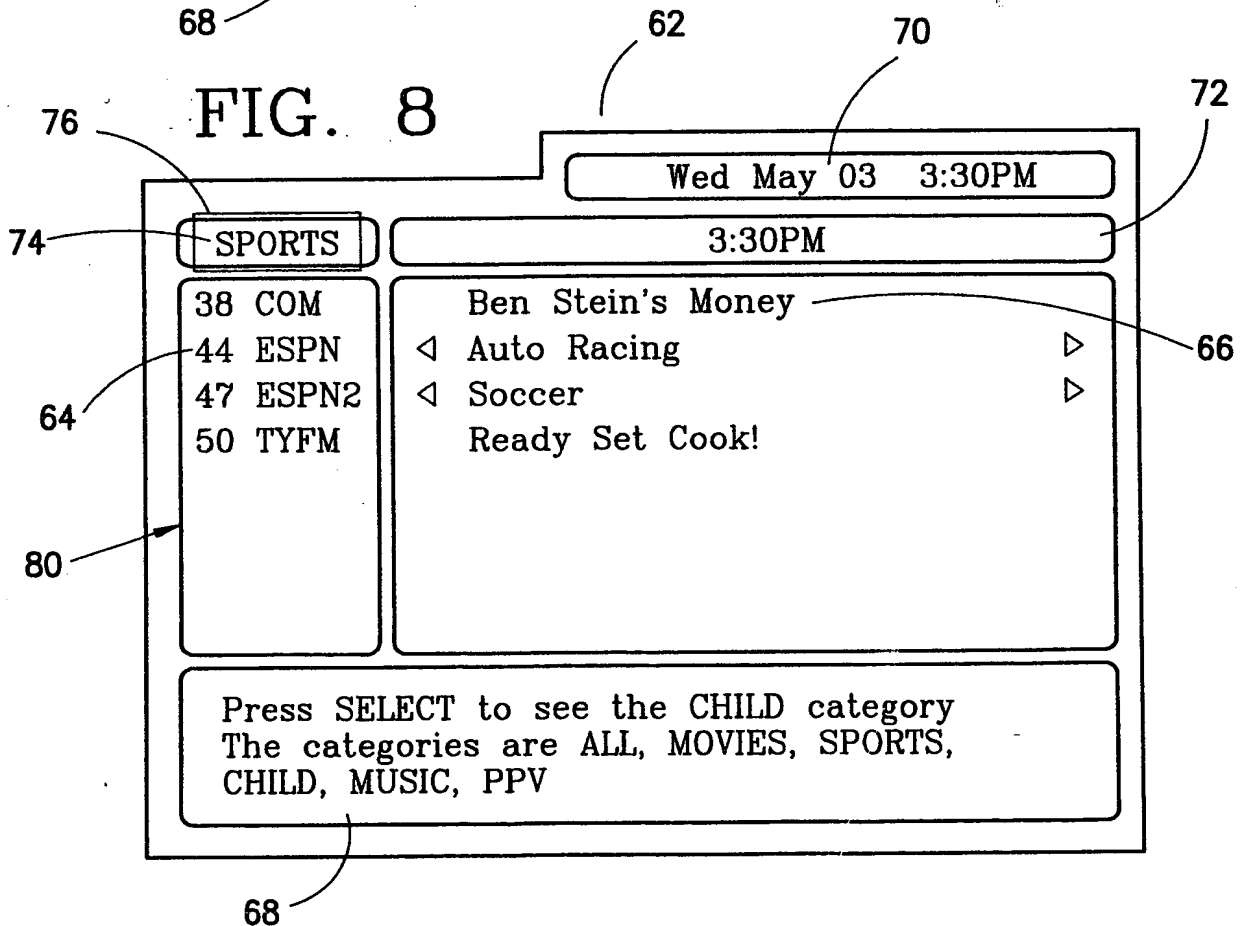 68
62
70
FIG. 8
76
72
Wed May 03 3:30PM
74
SPORTS
3:30PM
38 COM
Ben Stein's Money
44 ESPN
◁ Auto Racing ▷
66
47 ESPN2
◁ Soccer ▷
64
50 TYFM
Ready Set Cook!
80
Press SELECT to see the CHILD category
The categories are ALL, MOVIES, SPORTS,
CHILD, MUSIC, PPV
68